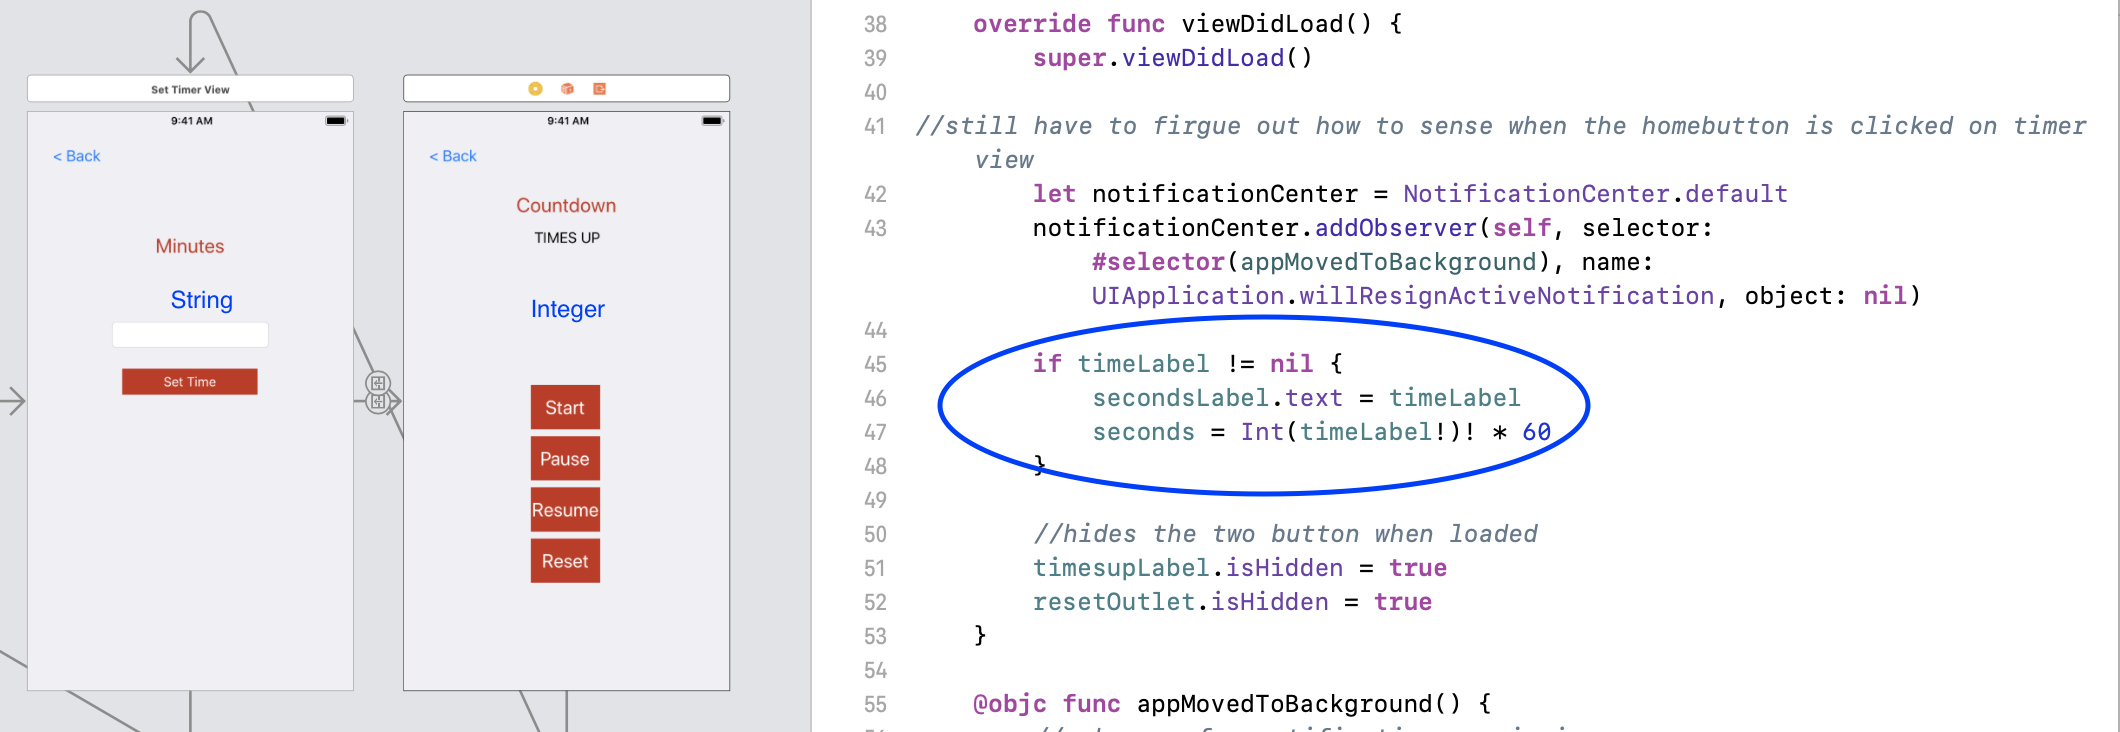 Set Timer View
9:41 AM
< Back
Minutes
String
Set Time
9:41 AM
< Back
Countdown
TIMES UP
Integer
Start
Pause
Resume
Reset
38 override func viewDidLoad() {
39 super.viewDidLoad()
40
41 //still have to firgue out how to sense when the homebutton is clicked on timer
view
42 let notificationCenter = NotificationCenter.default
43 notificationCenter.addObserver(self, selector:
#selector(appMovedToBackground), name:
UIApplication.willResignActiveNotification, object: nil)
44
45 if timeLabel != nil {
46 secondsLabel.text = timeLabel
47 seconds = Int(timeLabel!)! * 60
48 }
49
50 //hides the two button when loaded
51 timesupLabel.isHidden = true
52 resetOutlet.isHidden = true
53 }
54
55 @objc func appMovedToBackground() {